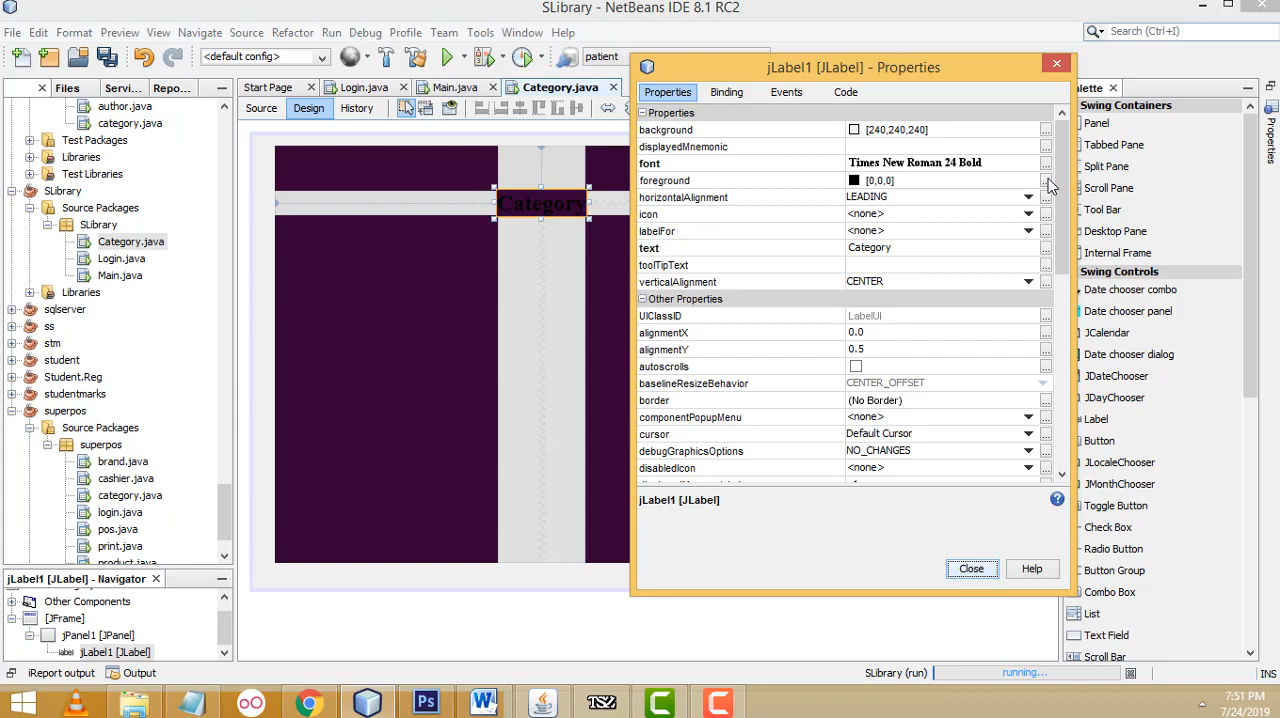 SLibrary - NetBeans IDE 8.1 RC2
File Edit Format Preview View Navigate Source Refactor Run Debug Profile Team Tools Window Help
Search (Ctrl+I)
<default config>
patient
jLabel1 [JLabel] - Properties
Files Servi... Repo...
Start Page Login.java Main.java Category.java
Source Design History
Properties Binding Events Code
Properties
background [240,240,240]
displayedMnemonic
font Times New Roman 24 Bold
foreground [0,0,0]
horizontalAlignment LEADING
icon <none>
labelFor <none>
text Category
toolTipText
verticalAlignment CENTER
Other Properties
UIClassID LabelUI
alignmentX 0.0
alignmentY 0.5
autoscrolls
baselineResizeBehavior CENTER_OFFSET
border (No Border)
componentPopupMenu <none>
cursor Default Cursor
debugGraphicsOptions NO_CHANGES
disabledIcon <none>
jLabel1 [JLabel]
Close Help
Category
author.java
category.java
Test Packages
Libraries
Test Libraries
SLibrary
Source Packages
SLibrary
Category.java
Login.java
Main.java
Libraries
sqlserver
ss
stm
student
Student.Reg
studentmarks
superpos
Source Packages
superpos
brand.java
cashier.java
category.java
login.java
pos.java
print.java
product.java
jLabel1 [JLabel] - Navigator
Other Components
[JFrame]
jPanel1 [JPanel]
label jLabel1 [JLabel]
lette
Swing Containers
Panel
Tabbed Pane
Split Pane
Scroll Pane
Tool Bar
Desktop Pane
Internal Frame
Swing Controls
Date chooser combo
Date chooser panel
JCalendar
Date chooser dialog
JDateChooser
JDayChooser
Label
Button
JLocaleChooser
JMonthChooser
Toggle Button
Check Box
Radio Button
Button Group
Combo Box
List
Text Field
Scroll Bar
Properties
iReport output Output
SLibrary (run) running...
Ps
W
TS2
C
C
7:51 PM
7/24/2019